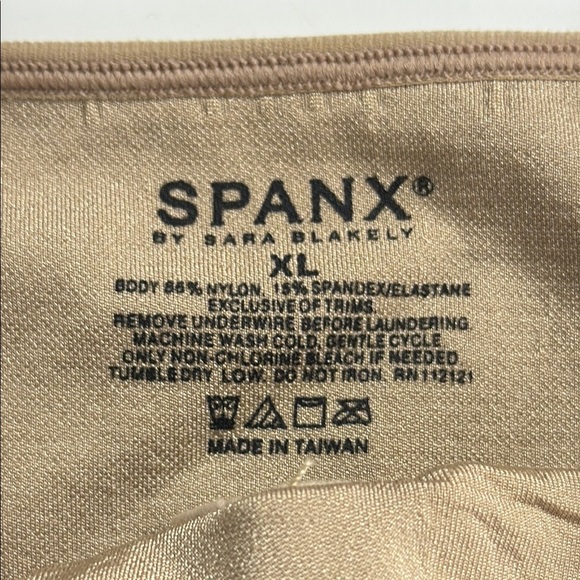 SPANX®
BY SARA BLAKELY
XL
BODY 85% NYLON. 15% SPANDEX/ELASTANE
EXCLUSIVE OF TRIMS
REMOVE UNDERWIRE BEFORE LAUNDERING
MACHINE WASH COLD, GENTLE CYCLE
ONLY NON-CHLORINE BLEACH IF NEEDED
TUMBLE DRY LOW. DO NOT IRON. RN 112121
MADE IN TAIWAN